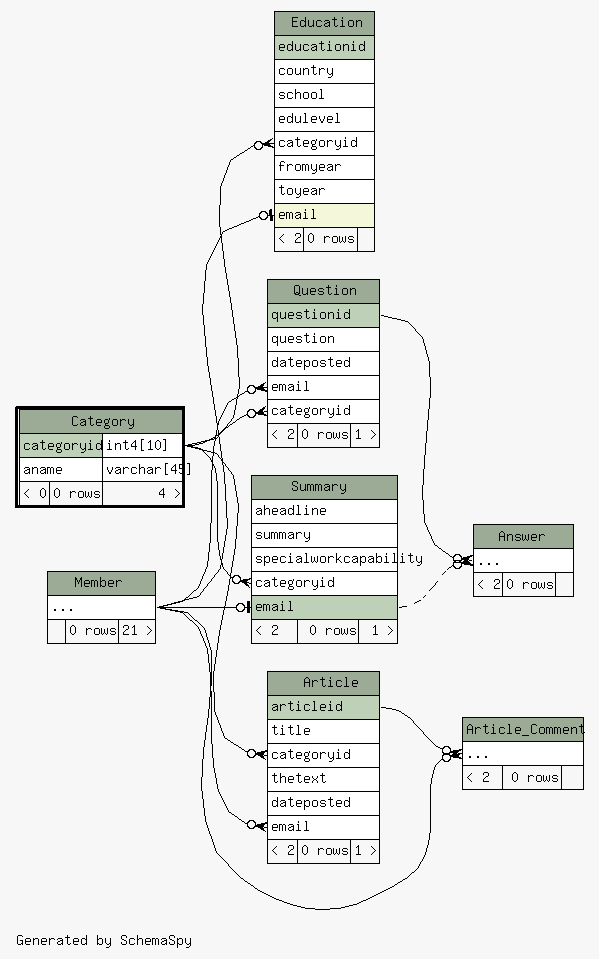 Education
educationid
country
school
edulevel
categoryid
fromyear
toyear
email
< 2 0 rows
Question
questionid
question
dateposted
email
categoryid
< 2 0 rows 1 >
Category
categoryid int4[10]
aname varchar[45]
< 0 0 rows 4 >
Summary
aheadline
summary
specialworkcapability
categoryid
email
< 2 0 rows 1 >
Answer
...
< 2 0 rows
Member
...
0 rows 21 >
Article
articleid
title
categoryid
thetext
dateposted
email
< 2 0 rows 1 >
Article_Comment
...
< 2 0 rows
Generated by SchemaSpy